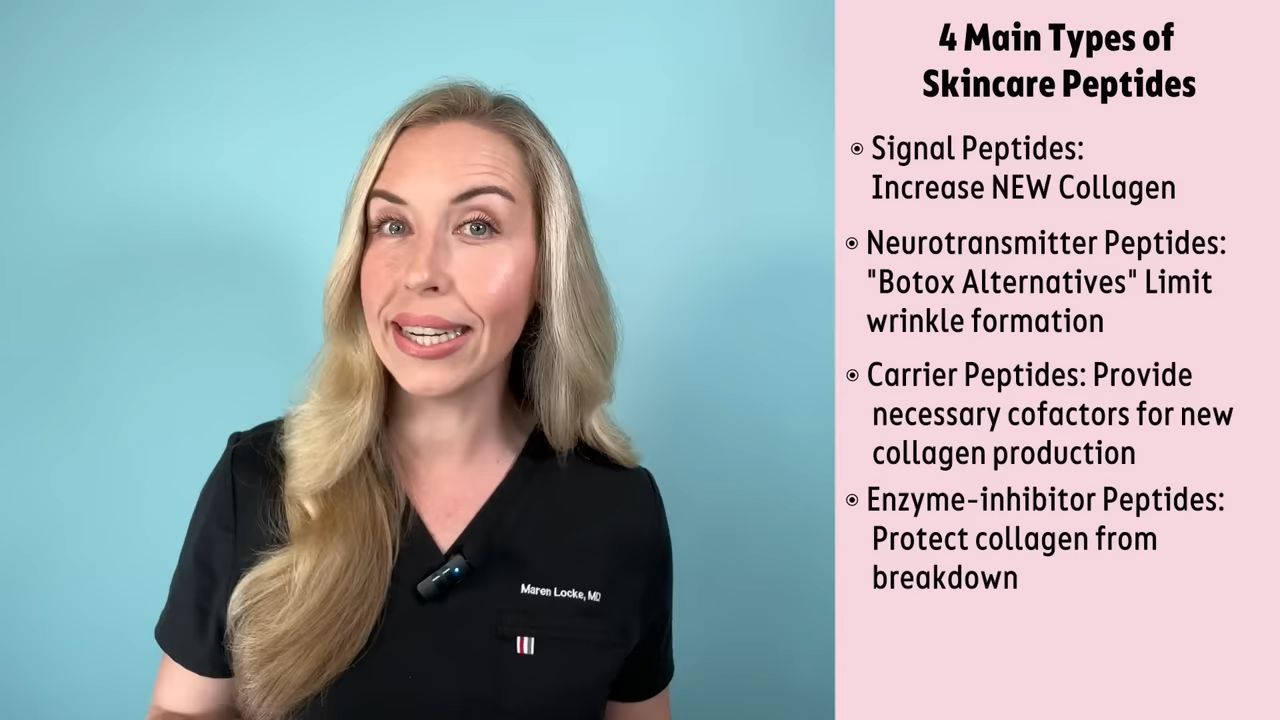 4 Main Types of
Skincare Peptides
Signal Peptides:
Increase NEW Collagen
Neurotransmitter Peptides:
"Botox Alternatives" Limit
wrinkle formation
Carrier Peptides: Provide
necessary cofactors for new
collagen production
Enzyme-inhibitor Peptides:
Protect collagen from
breakdown
Maren Locke, MD